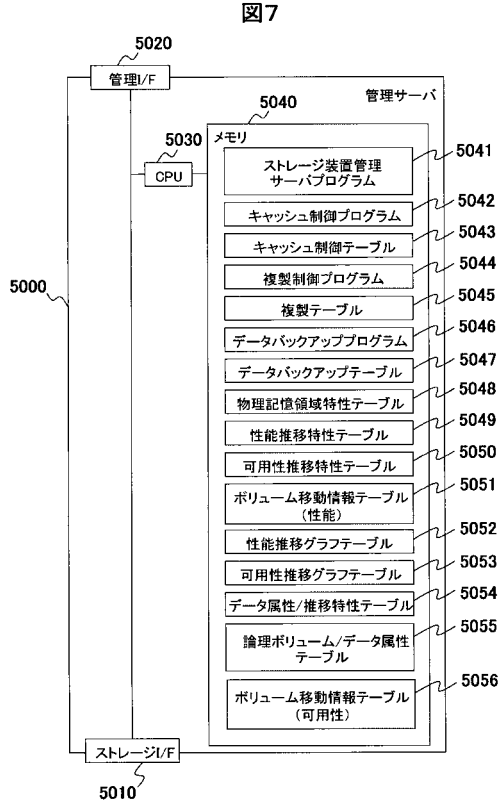 図7
5020
管理I/F
管理サーバ
5040
メモリ
5030
CPU
ストレージ装置管理
サーバプログラム
5041
キャッシュ制御プログラム
5042
キャッシュ制御テーブル
5043
複製制御プログラム
5044
複製テーブル
5045
データバックアッププログラム
5046
データバックアップテーブル
5047
物理記憶領域特性テーブル
5048
性能推移特性テーブル
5049
可用性推移特性テーブル
5050
ボリューム移動情報テーブル
(性能)
5051
性能推移グラフテーブル
5052
可用性推移グラフテーブル
5053
データ属性/推移特性テーブル
5054
論理ボリューム/データ属性
テーブル
5055
ボリューム移動情報テーブル
(可用性)
5056
5000
ストレージI/F
5010